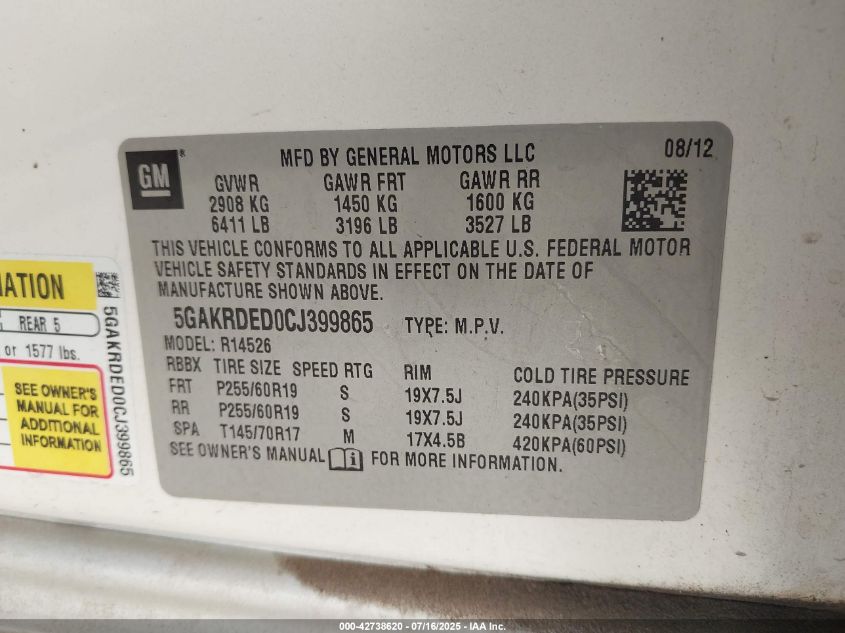 GM ®
MFD BY GENERAL MOTORS LLC
08/12
GVWR GAWR FRT GAWR RR
2908 KG 1450 KG 1600 KG
6411 LB 3196 LB 3527 LB
THIS VEHICLE CONFORMS TO ALL APPLICABLE U.S. FEDERAL MOTOR
VEHICLE SAFETY STANDARDS IN EFFECT ON THE DATE OF
MANUFACTURE SHOWN ABOVE.
5GAKRDED0CJ399865 TYPE: M.P.V.
MODEL: R14526
RBBX TIRE SIZE SPEED RTG RIM COLD TIRE PRESSURE
FRT P255/60R19 S 19X7.5J 240KPA(35PSI)
RR P255/60R19 S 19X7.5J 240KPA(35PSI)
SPA T145/70R17 M 17X4.5B 420KPA(60PSI)
SEE OWNER'S MANUAL FOR MORE INFORMATION.
REAR 5
or 1577 lbs.
SEE OWNER'S
MANUAL FOR
ADDITIONAL
INFORMATION
5GAKRDED0CJ399865
000-42738620 - 07/16/2025 - IAA Inc.